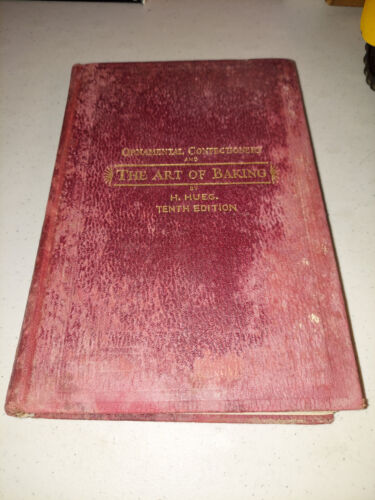 ORNAMENTAL CONFECTIONERY
AND
THE ART OF BAKING
BY
H. HUEG.
TENTH EDITION